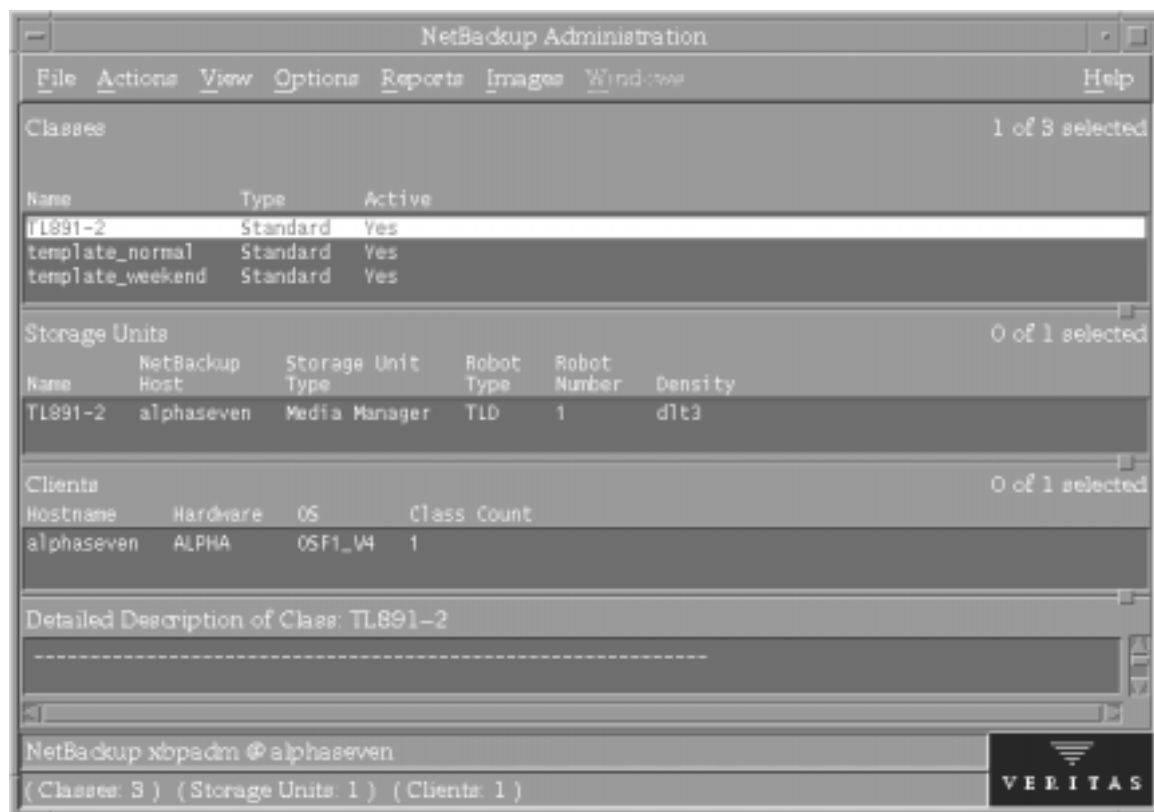 NetBackup Administration
File Actions View Options Reports Images Windows Help
Classes 1 of 3 selected
Name Type Active
TL891-2 Standard Yes
template_normal Standard Yes
template_weekend Standard Yes
Storage Units 0 of 1 selected
NetBackup Storage Unit Robot Robot
Name Host Type Type Number Density
TL891-2 alphaseven Media Manager TLD 1 dlt3
Clients 0 of 1 selected
Hostname Hardware OS Class Count
alphaseven ALPHA OSF1_V4 1
Detailed Description of Class: TL891-2
------------------------------------------------------------
NetBackup xbpadm @ alphaseven
VERITAS
( Classes: 3 ) ( Storage Units: 1 ) ( Clients: 1 )